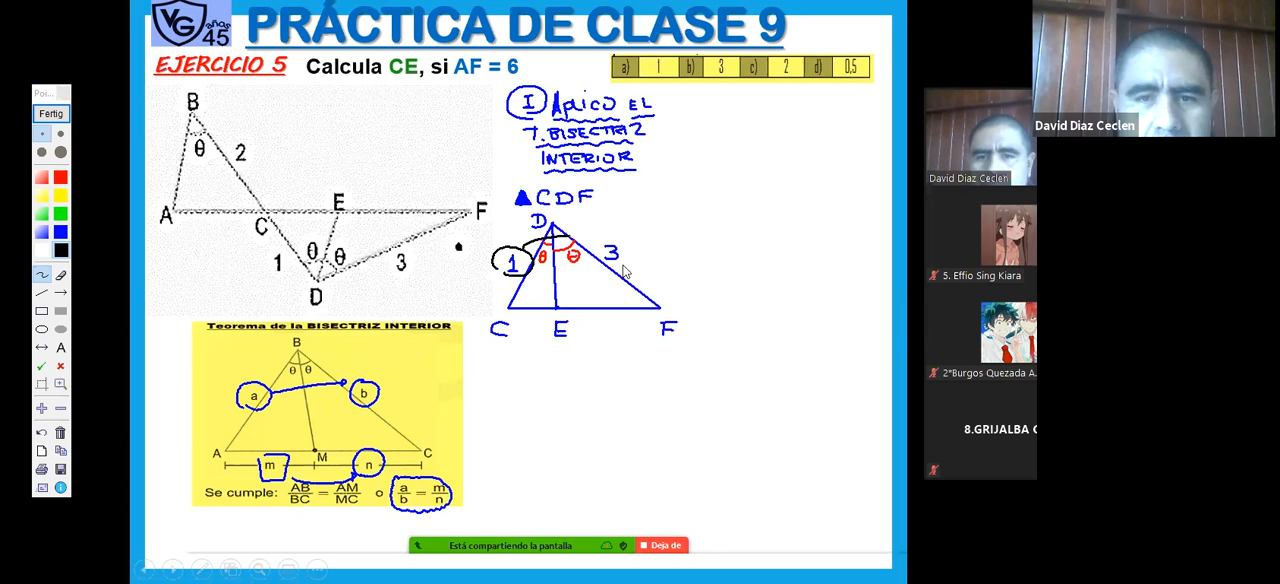 VG años 45
PRÁCTICA DE CLASE 9
EJERCICIO 5 Calcula CE, si AF = 6
a) 1 b) 3 c) 2 d) 0,5
B
θ 2
A C E F
θ θ
1 3
D
I APLICO EL
T. BISECTRIZ
INTERIOR
▲ CDF
D
1 θ θ 3
C E F
Teorema de la BISECTRIZ INTERIOR
B
θ θ
a b
A M C
m n
Se cumple: AB/BC = AM/MC o a/b = m/n
Poi...
Fertig
A
Está compartiendo la pantalla Deja de
David Diaz Ceclen
David Diaz Ceclen
5. Effio Sing Kiara
2°Burgos Quezada A.
8.GRIJALBA